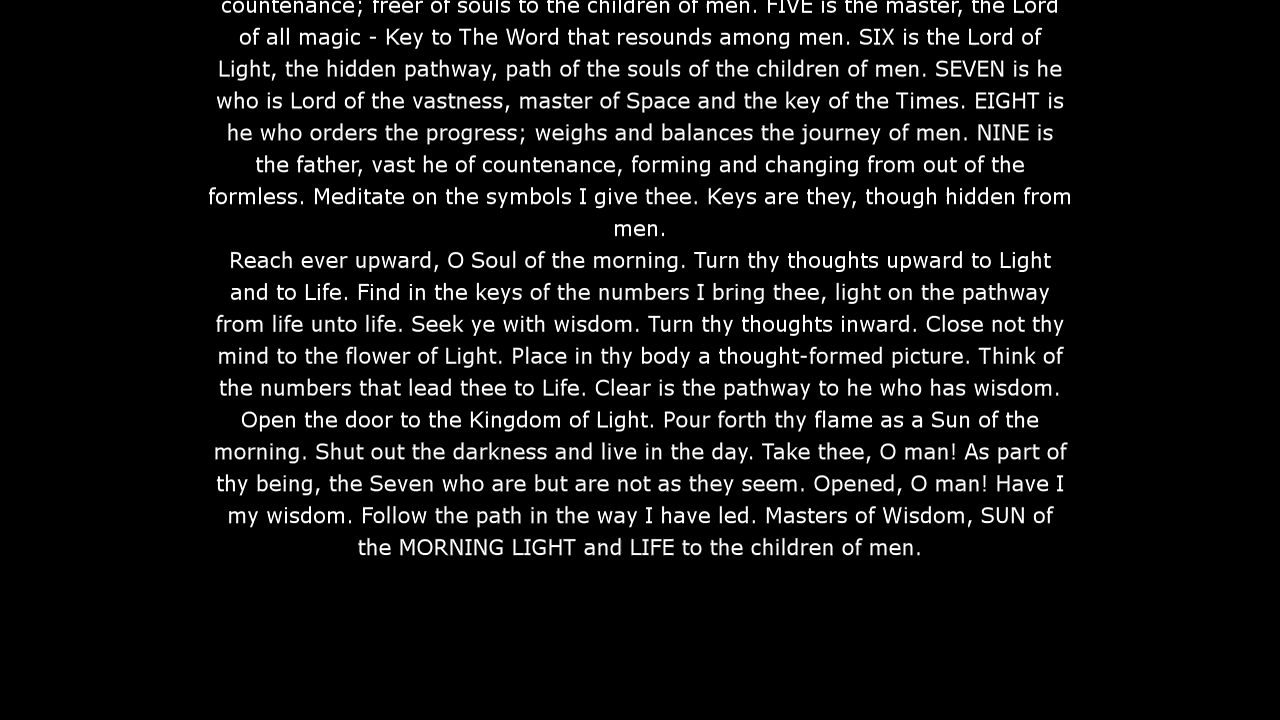 countenance; freer of souls to the children of men. FIVE is the master, the Lord
of all magic - Key to The Word that resounds among men. SIX is the Lord of
Light, the hidden pathway, path of the souls of the children of men. SEVEN is he
who is Lord of the vastness, master of Space and the key of the Times. EIGHT is
he who orders the progress; weighs and balances the journey of men. NINE is
the father, vast he of countenance, forming and changing from out of the
formless. Meditate on the symbols I give thee. Keys are they, though hidden from
men.
Reach ever upward, O Soul of the morning. Turn thy thoughts upward to Light
and to Life. Find in the keys of the numbers I bring thee, light on the pathway
from life unto life. Seek ye with wisdom. Turn thy thoughts inward. Close not thy
mind to the flower of Light. Place in thy body a thought-formed picture. Think of
the numbers that lead thee to Life. Clear is the pathway to he who has wisdom.
Open the door to the Kingdom of Light. Pour forth thy flame as a Sun of the
morning. Shut out the darkness and live in the day. Take thee, O man! As part of
thy being, the Seven who are but are not as they seem. Opened, O man! Have I
my wisdom. Follow the path in the way I have led. Masters of Wisdom, SUN of
the MORNING LIGHT and LIFE to the children of men.